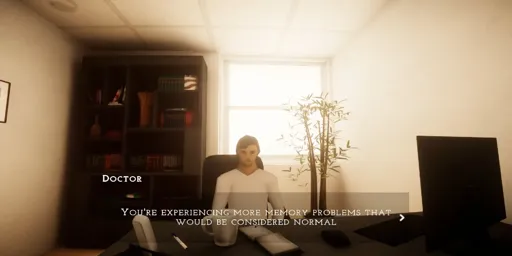 Doctor
You're experiencing more memory problems that
would be considered normal